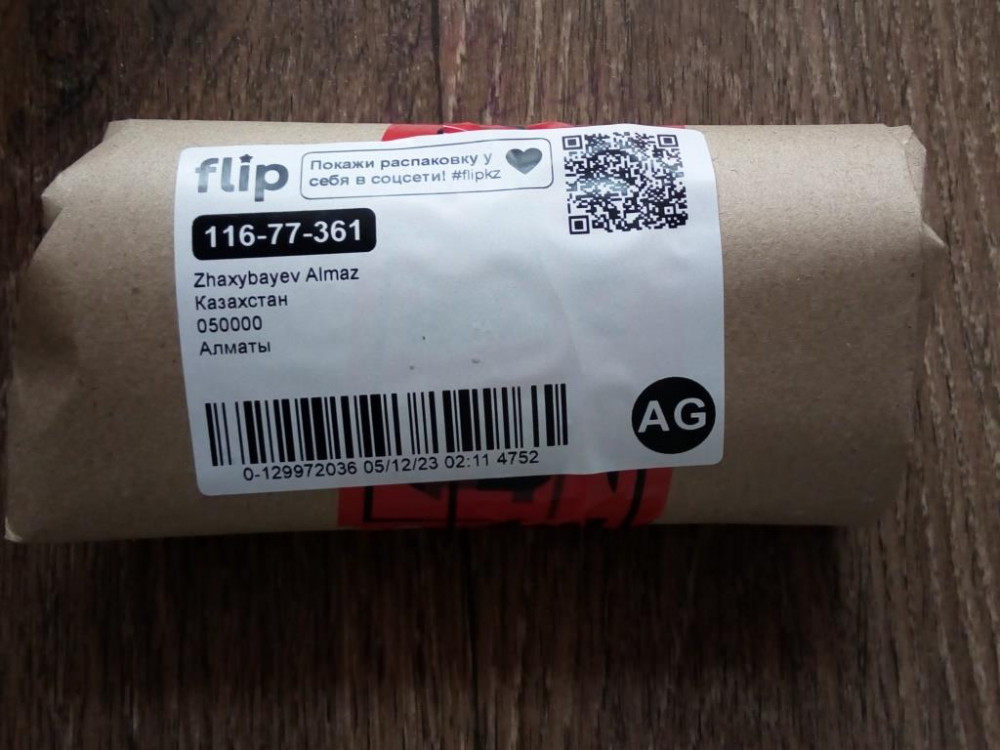 flip
Покажи распаковку у
себя в соцсети! #flipkz
116-77-361
Zhaxybayev Almaz
Казахстан
050000
Алматы
0-129972036 05/12/23 02:11 4752
AG